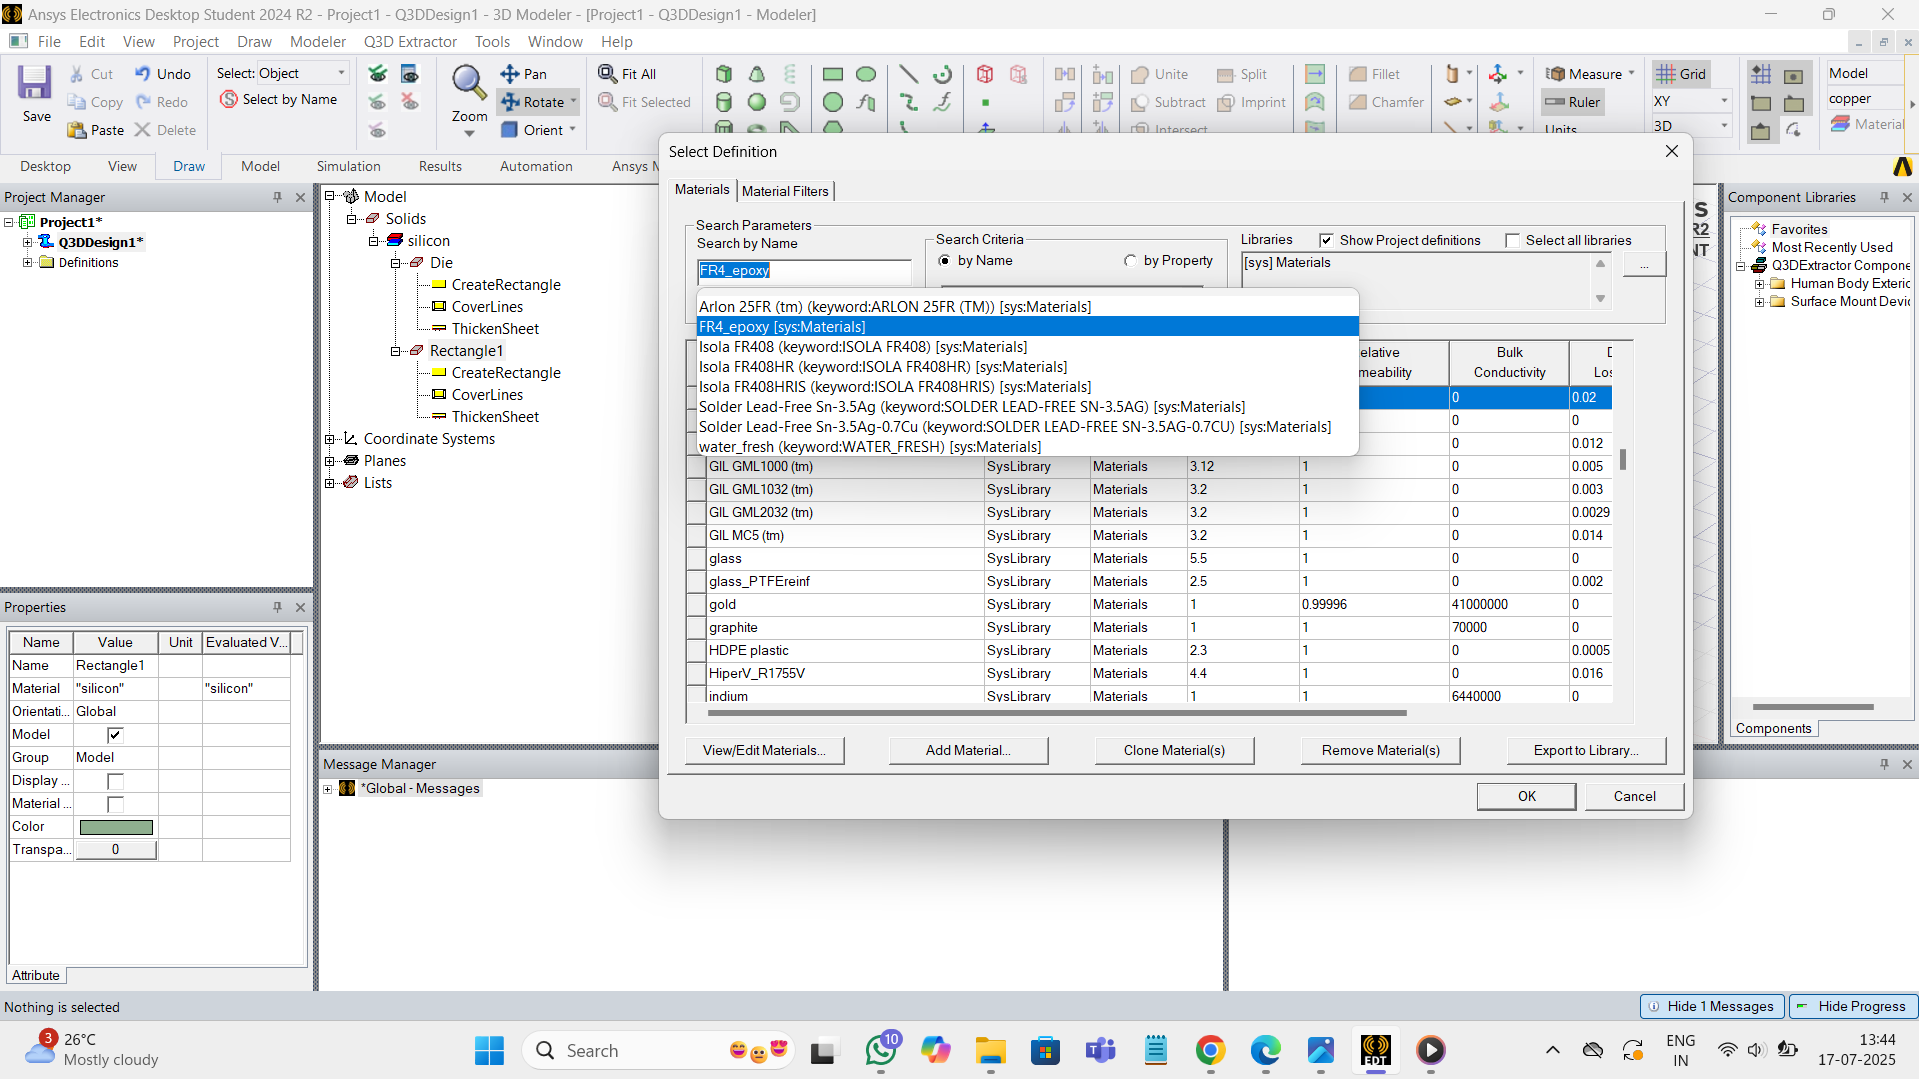 Ansys Electronics Desktop Student 2024 R2 - Project1 - Q3DDesign1 - 3D Modeler - [Project1 - Q3DDesign1 - Modeler]
File Edit View Project Draw Modeler Q3D Extractor Tools Window Help
Save
Cut
Copy
Paste
Undo
Redo
Delete
Select: Object
Select by Name
Zoom
Pan
Rotate
Orient
Fit All
Fit Selected
Unite
Subtract
Intersect
Split
Imprint
Fillet
Chamfer
Measure
Ruler
Units
Grid
XY
3D
Model
copper
Material
Desktop View Draw Model Simulation Results Automation Ansys M
Project Manager
Project1*
Q3DDesign1*
Definitions
Model
Solids
silicon
Die
CreateRectangle
CoverLines
ThickenSheet
Rectangle1
CreateRectangle
CoverLines
ThickenSheet
Coordinate Systems
Planes
Lists
Select Definition
Materials Material Filters
Search Parameters
Search by Name
FR4_epoxy
Search Criteria
by Name by Property
Libraries Show Project definitions Select all libraries
[sys] Materials
...
Arlon 25FR (tm) (keyword:ARLON 25FR (TM)) [sys:Materials]
FR4_epoxy [sys:Materials]
Isola FR408 (keyword:ISOLA FR408) [sys:Materials]
Isola FR408HR (keyword:ISOLA FR408HR) [sys:Materials]
Isola FR408HRIS (keyword:ISOLA FR408HRIS) [sys:Materials]
Solder Lead-Free Sn-3.5Ag (keyword:SOLDER LEAD-FREE SN-3.5AG) [sys:Materials]
Solder Lead-Free Sn-3.5Ag-0.7Cu (keyword:SOLDER LEAD-FREE SN-3.5AG-0.7CU) [sys:Materials]
water_fresh (keyword:WATER_FRESH) [sys:Materials]
elative Bulk D
meability Conductivity Los
0 0.02
0 0
0 0.012
GIL GML1000 (tm) SysLibrary Materials 3.12 1 0 0.005
GIL GML1032 (tm) SysLibrary Materials 3.2 1 0 0.003
GIL GML2032 (tm) SysLibrary Materials 3.2 1 0 0.0029
GIL MC5 (tm) SysLibrary Materials 3.2 1 0 0.014
glass SysLibrary Materials 5.5 1 0 0
glass_PTFEreinf SysLibrary Materials 2.5 1 0 0.002
gold SysLibrary Materials 1 0.99996 41000000 0
graphite SysLibrary Materials 1 1 70000 0
HDPE plastic SysLibrary Materials 2.3 1 0 0.0005
HiperV_R1755V SysLibrary Materials 4.4 1 0 0.016
indium SysLibrary Materials 1 1 6440000 0
View/Edit Materials... Add Material... Clone Material(s) Remove Material(s) Export to Library...
OK Cancel
S
R2
NT
Component Libraries
Favorites
Most Recently Used
Q3DExtractor Compone
Human Body Exteric
Surface Mount Devi
Components
Properties
Name Value Unit Evaluated V...
Name Rectangle1
Material "silicon" "silicon"
Orientati... Global
Model
Group Model
Display ...
Material ...
Color
Transpa... 0
Attribute
Message Manager
*Global - Messages
Nothing is selected
Hide 1 Messages Hide Progress
3
26°C
Mostly cloudy
Search
10
EDT
ENG
IN
13:44
17-07-2025